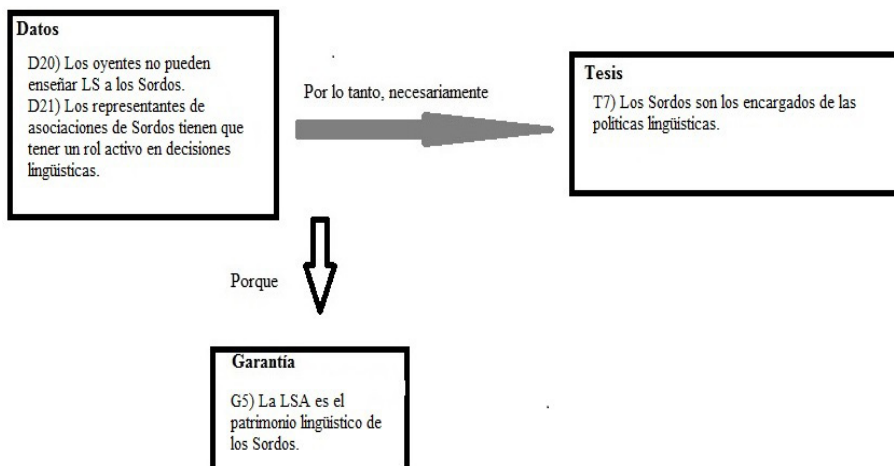 Datos
D20) Los oyentes no pueden
enseñar LS a los Sordos.
D21) Los representantes de
asociaciones de Sordos tienen que
tener un rol activo en decisiones
lingüísticas.
Por lo tanto, necesariamente
Tesis
T7) Los Sordos son los encargados de las
políticas lingüísticas.
Porque
Garantía
G5) La LSA es el
patrimonio lingüístico de
los Sordos.